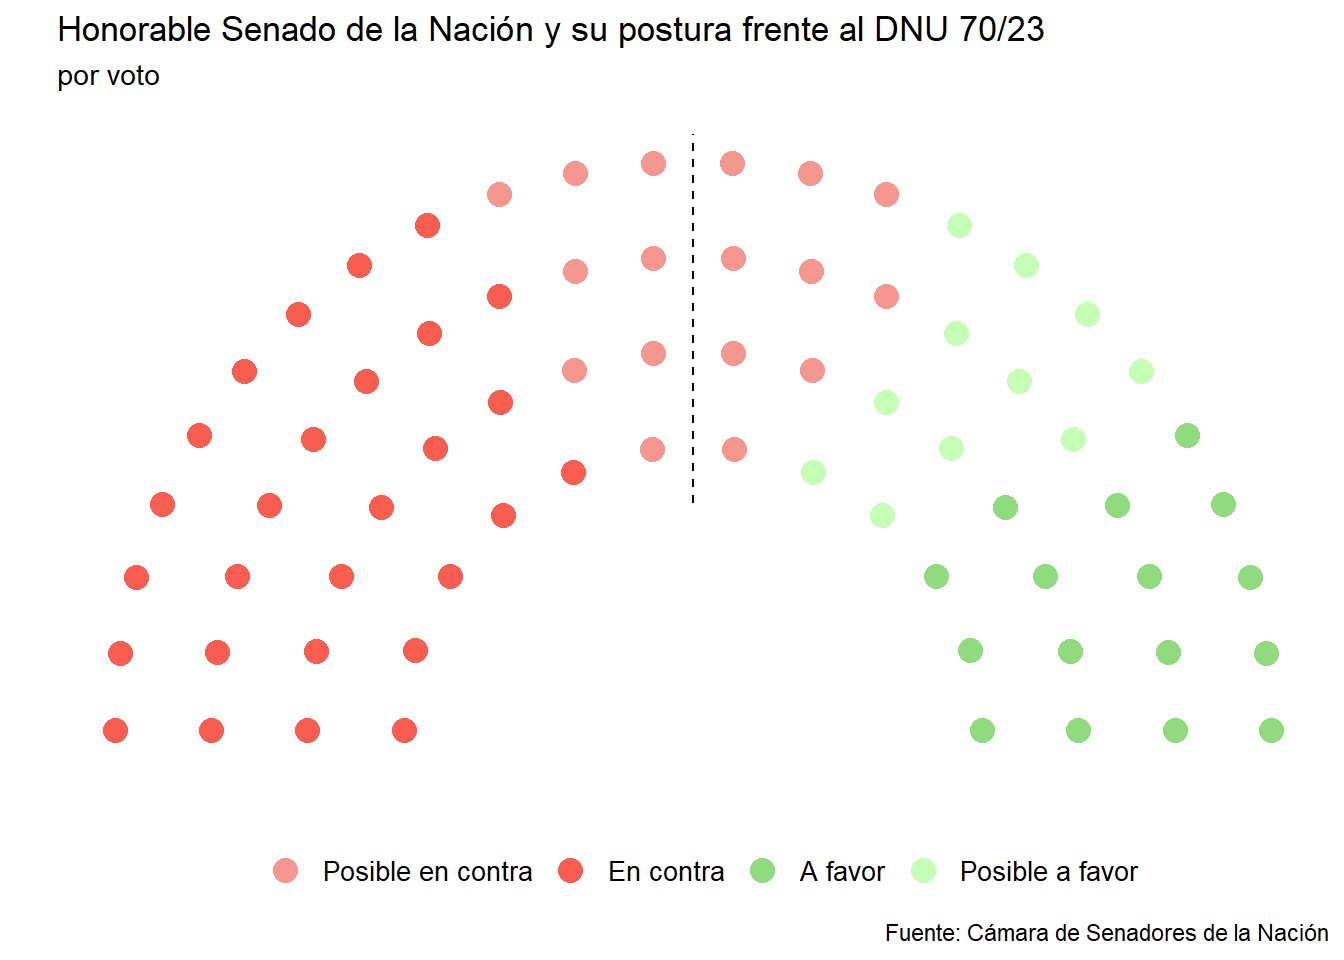 Honorable Senado de la Nación y su postura frente al DNU 70/23
por voto
Posible en contra En contra A favor Posible a favor
Fuente: Cámara de Senadores de la Nación